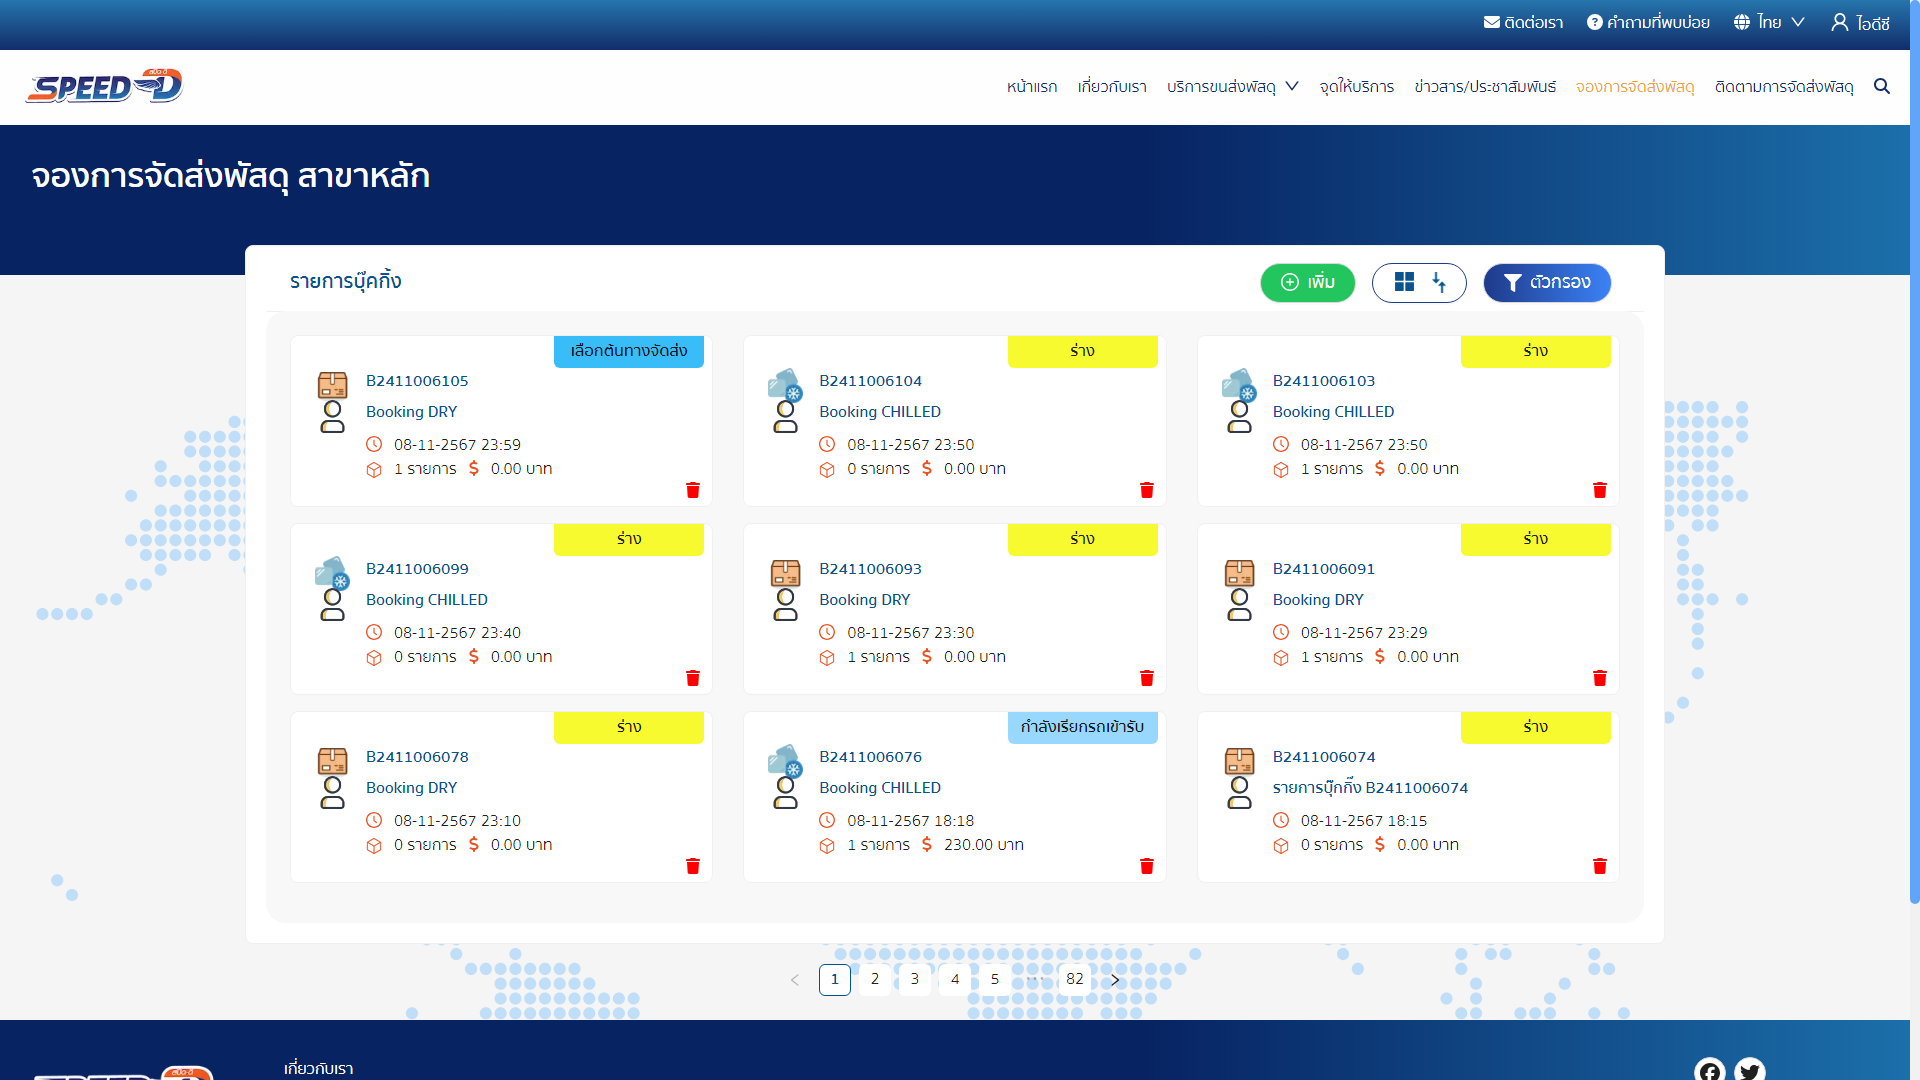 ติดต่อเรา คำถามที่พบบ่อย ไทย ไอดีซี
SPEED-D สปีด-ดี
หน้าแรก เกี่ยวกับเรา บริการขนส่งพัสดุ จุดให้บริการ ข่าวสาร/ประชาสัมพันธ์ จองการจัดส่งพัสดุ ติดตามการจัดส่งพัสดุ
จองการจัดส่งพัสดุ สาขาหลัก
รายการบุ๊คกิ้ง เพิ่ม ตัวกรอง
เลือกต้นทางจัดส่ง
B2411006105
Booking DRY
08-11-2567 23:59
1 รายการ 0.00 บาท
ร่าง
B2411006104
Booking CHILLED
08-11-2567 23:50
0 รายการ 0.00 บาท
ร่าง
B2411006103
Booking CHILLED
08-11-2567 23:50
1 รายการ 0.00 บาท
ร่าง
B2411006099
Booking CHILLED
08-11-2567 23:40
0 รายการ 0.00 บาท
ร่าง
B2411006093
Booking DRY
08-11-2567 23:30
1 รายการ 0.00 บาท
ร่าง
B2411006091
Booking DRY
08-11-2567 23:29
1 รายการ 0.00 บาท
ร่าง
B2411006078
Booking DRY
08-11-2567 23:10
0 รายการ 0.00 บาท
กำลังเรียกรถเข้ารับ
B2411006076
Booking CHILLED
08-11-2567 18:18
1 รายการ 230.00 บาท
ร่าง
B2411006074
รายการบุ๊กกิ้ง B2411006074
08-11-2567 18:15
0 รายการ 0.00 บาท
1 2 3 4 5 ••• 82
เกี่ยวกับเรา